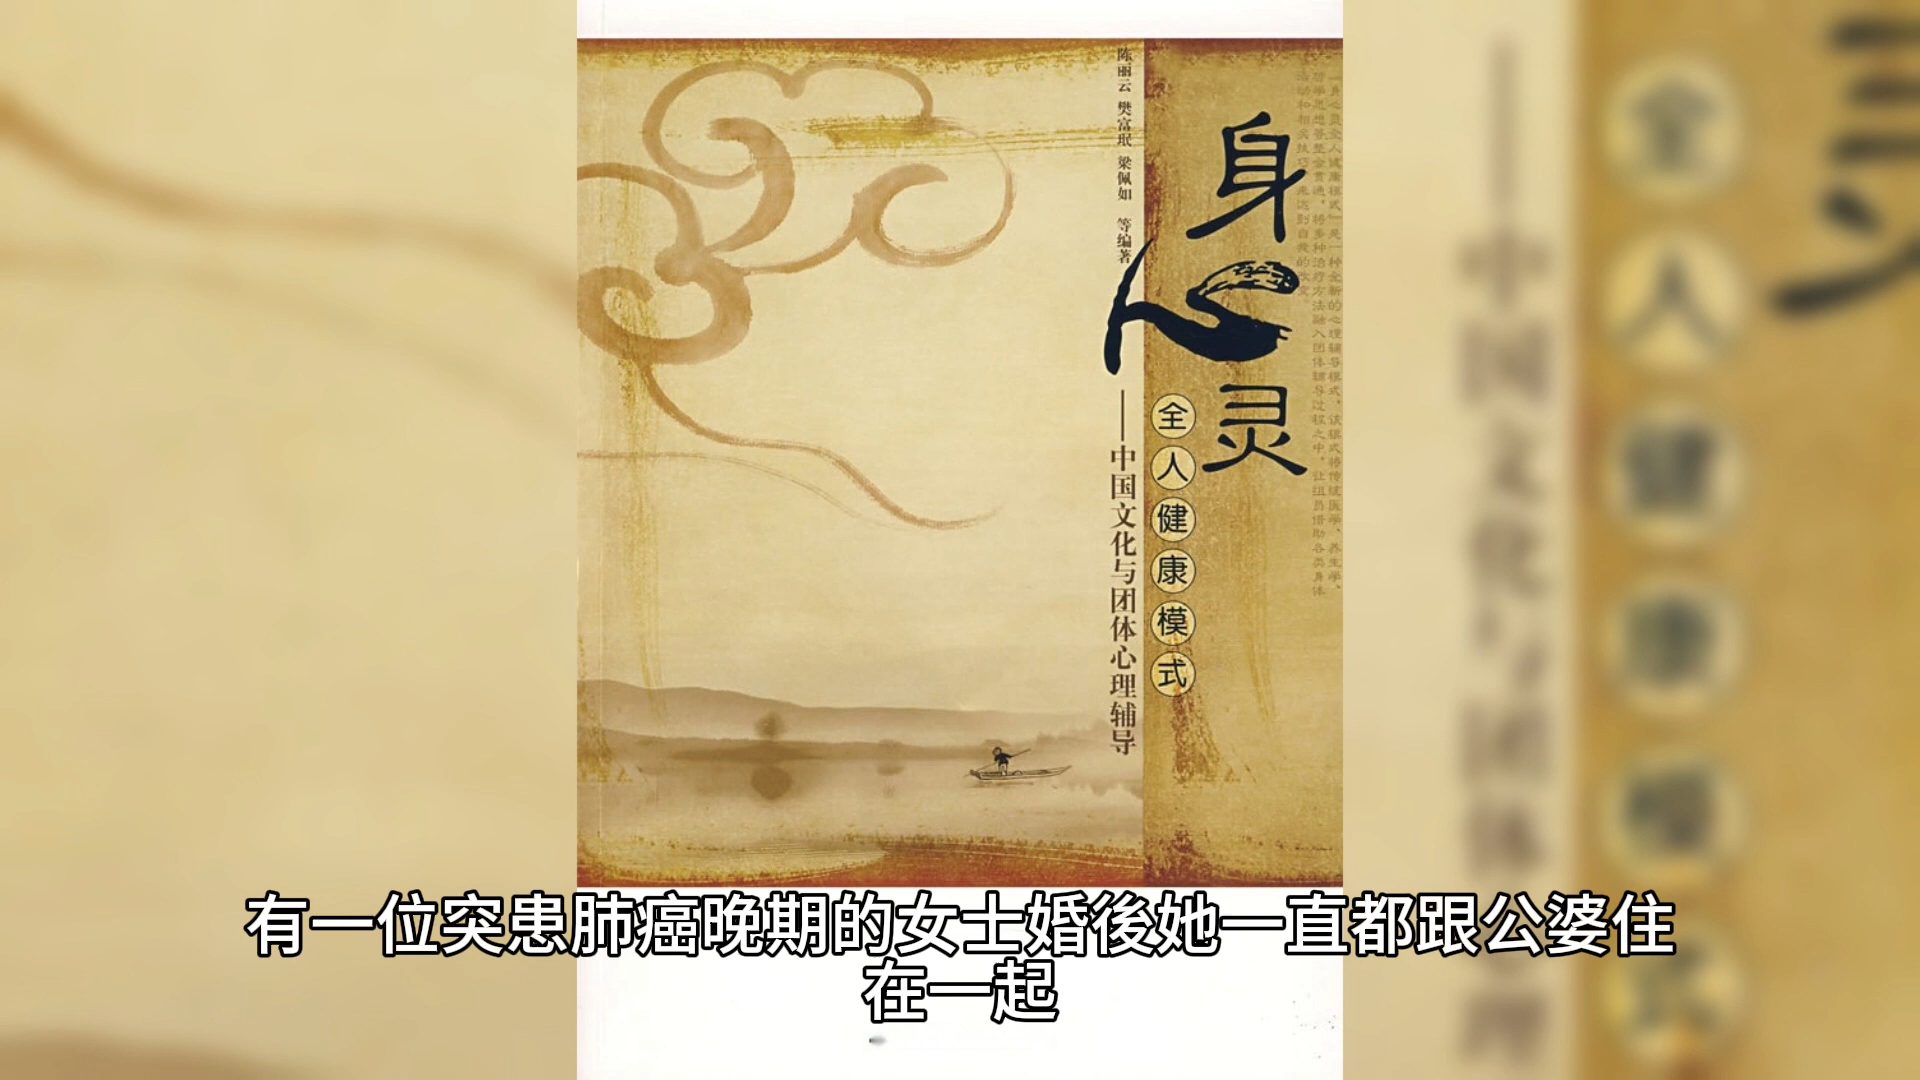 身心灵
全人健康模式
——中国文化与团体心理辅导
陈丽云 樊富珉 梁佩如 等编著
有一位突患肺癌晚期的女士婚後她一直都跟公婆住
在一起